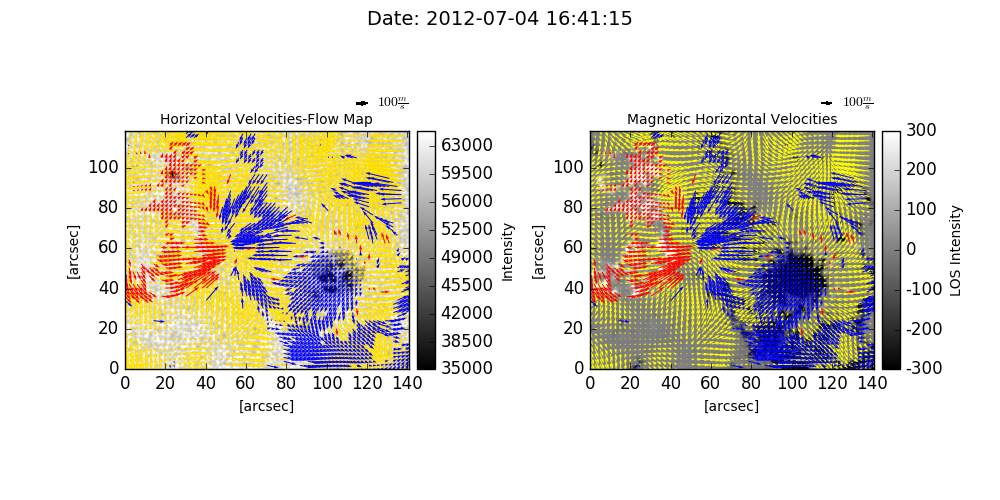 Date: 2012-07-04 16:41:15
100 m/s
100 m/s
Horizontal Velocities-Flow Map
Magnetic Horizontal Velocities
[arcsec]
100
80
60
40
20
0
0 20 40 60 80 100 120 140
[arcsec]
63000
59500
56000
52500
49000
45500
42000
38500
35000
Intensity
[arcsec]
100
80
60
40
20
0
0 20 40 60 80 100 120 140
[arcsec]
300
200
100
0
-100
-200
-300
LOS Intensity